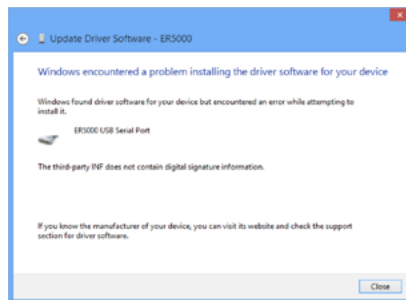 Update Driver Software - ER5000
Windows encountered a problem installing the driver software for your device
Windows found driver software for your device but encountered an error while attempting to
install it.
ER5000 USB Serial Port
The third-party INF does not contain digital signature information.
If you know the manufacturer of your device, you can visit its website and check the support
section for driver software.
Close